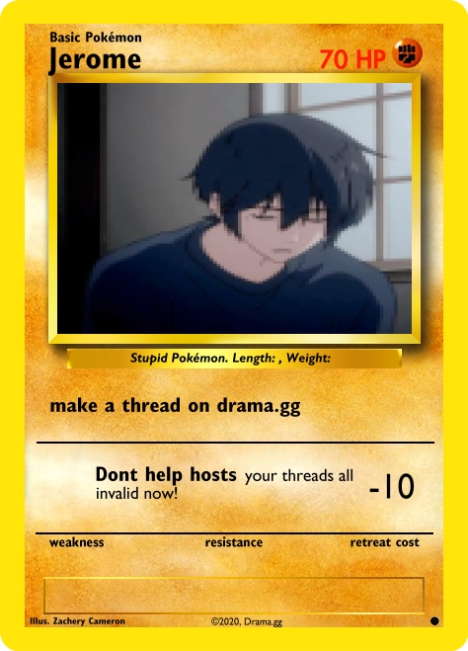 Basic Pokémon
Jerome
70 HP
Stupid Pokémon. Length: , Weight:
make a thread on drama.gg
Dont help hosts your threads all
invalid now!
-10
weakness resistance retreat cost
Illus. Zachery Cameron ©2020, Drama.gg